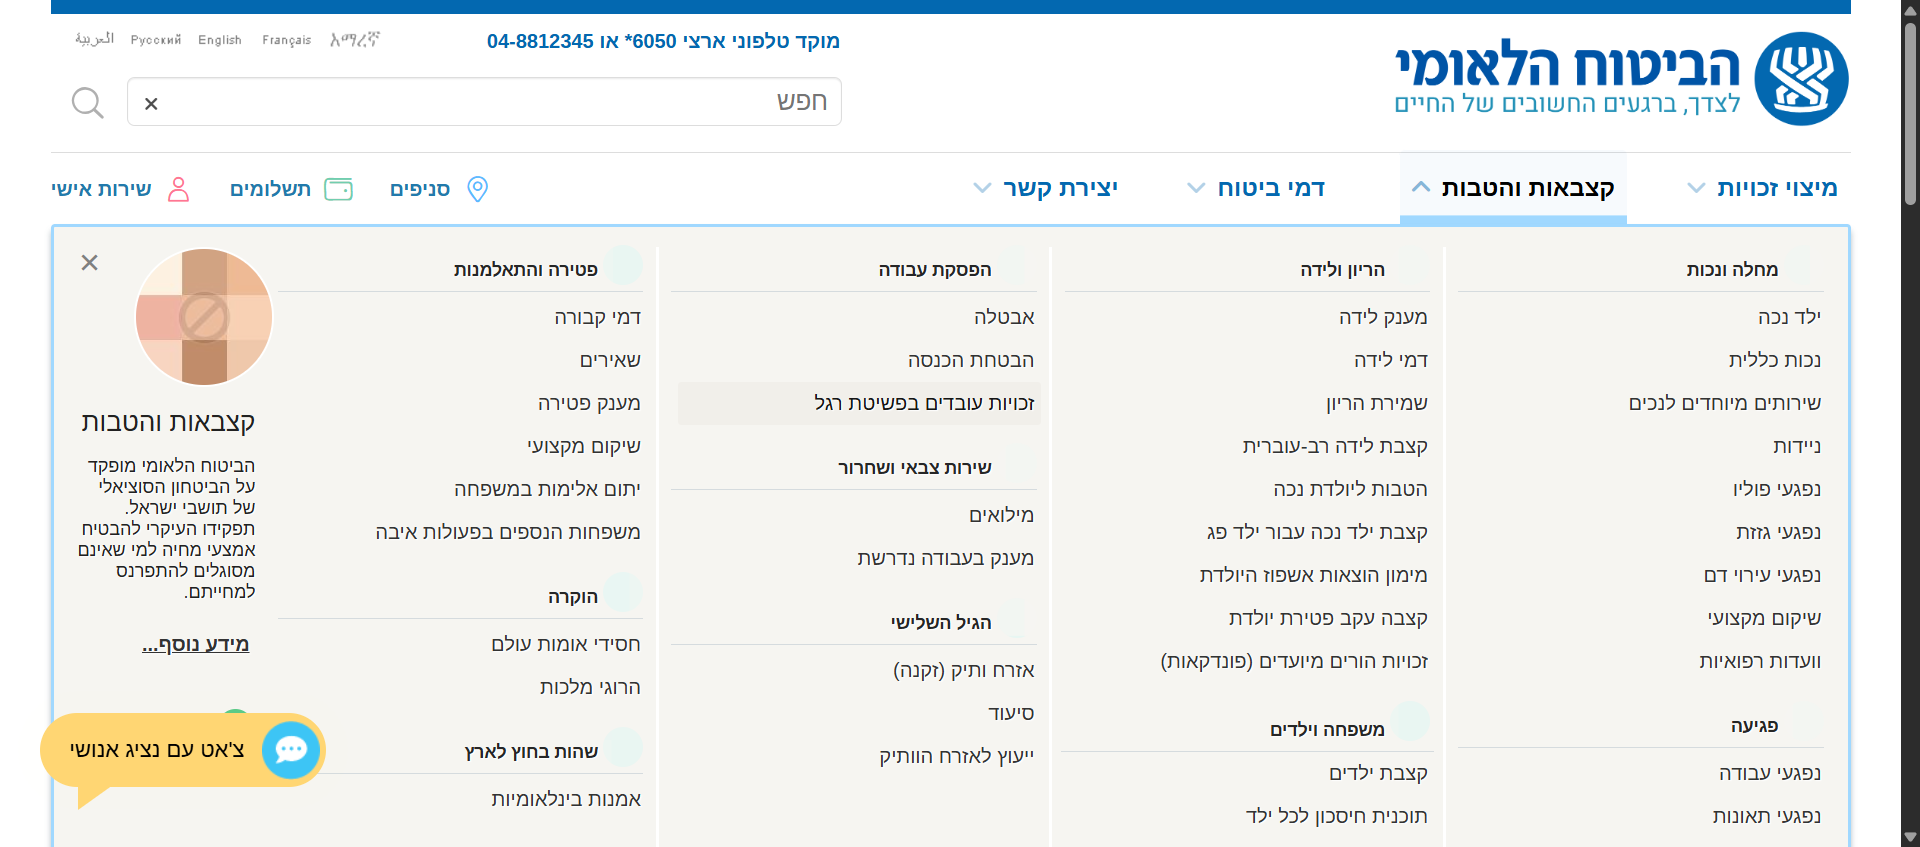 العربية Русский English Français አማርኛ
מוקד טלפוני ארצי 6050* או 04-8812345
הביטוח הלאומי
לצדך, ברגעים החשובים של החיים
חפש
מיצוי זכויות
קצבאות והטבות
דמי ביטוח
יצירת קשר
סניפים
תשלומים
שירות אישי
מחלה ונכות
ילד נכה
נכות כללית
שירותים מיוחדים לנכים
ניידות
נפגעי פוליו
נפגעי גזזת
נפגעי עירוי דם
שיקום מקצועי
וועדות רפואיות
פגיעה
נפגעי עבודה
נפגעי תאונות
הריון ולידה
מענק לידה
דמי לידה
שמירת הריון
קצבת לידה רב-עוברית
הטבות ליולדת נכה
קצבת ילד נכה עבור ילד פג
מימון הוצאות אשפוז היולדת
קצבה עקב פטירת יולדת
זכויות הורים מיועדים (פונדקאות)
משפחה וילדים
קצבת ילדים
תוכנית חיסכון לכל ילד
הפסקת עבודה
אבטלה
הבטחת הכנסה
זכויות עובדים בפשיטת רגל
שירות צבאי ושחרור
מילואים
מענק בעבודה נדרשת
הגיל השלישי
אזרח ותיק (זקנה)
סיעוד
ייעוץ לאזרח הוותיק
פטירה והתאלמנות
דמי קבורה
שאירים
מענק פטירה
שיקום מקצועי
יתום אלימות במשפחה
משפחות הנספים בפעולות איבה
הוקרה
חסידי אומות עולם
הרוגי מלכות
שהות בחוץ לארץ
אמנות בינלאומיות
קצבאות והטבות
הביטוח הלאומי מופקד
על הביטחון הסוציאלי
של תושבי ישראל.
תפקידו העיקרי להבטיח
אמצעי מחיה למי שאינם
מסוגלים להתפרנס
למחייתם.
מידע נוסף...
צ'אט עם נציג אנושי